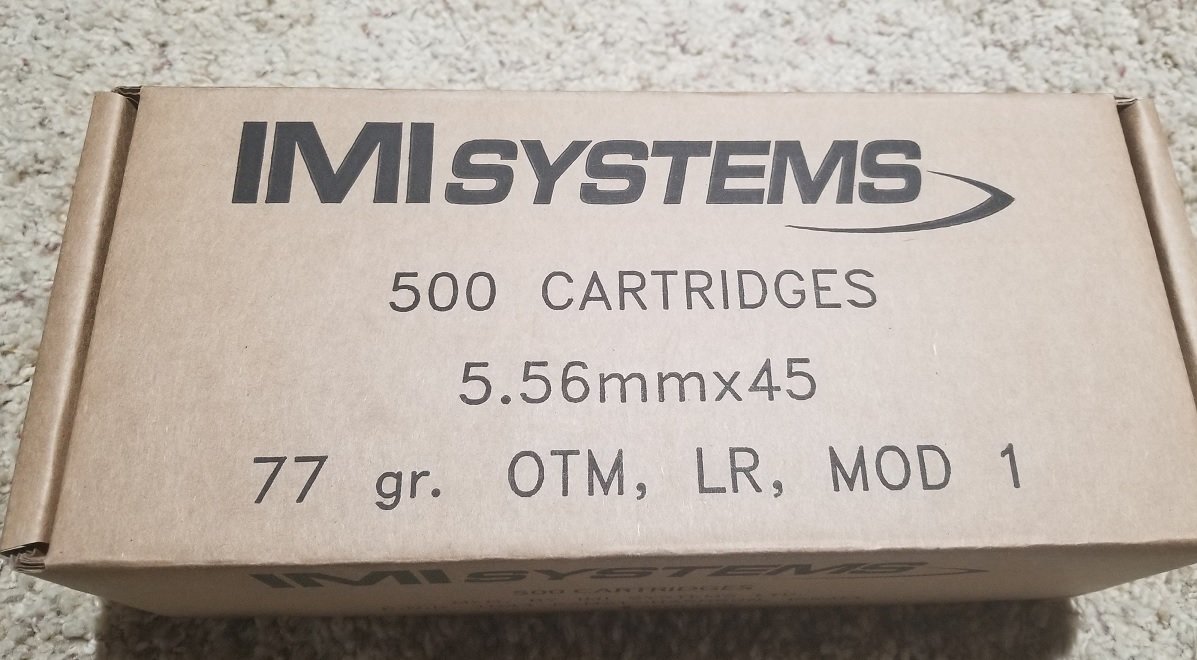 IMI SYSTEMS
500 CARTRIDGES
5.56mmx45
77 gr. OTM, LR, MOD 1
IMI SYSTEMS
500 CARTRIDGES